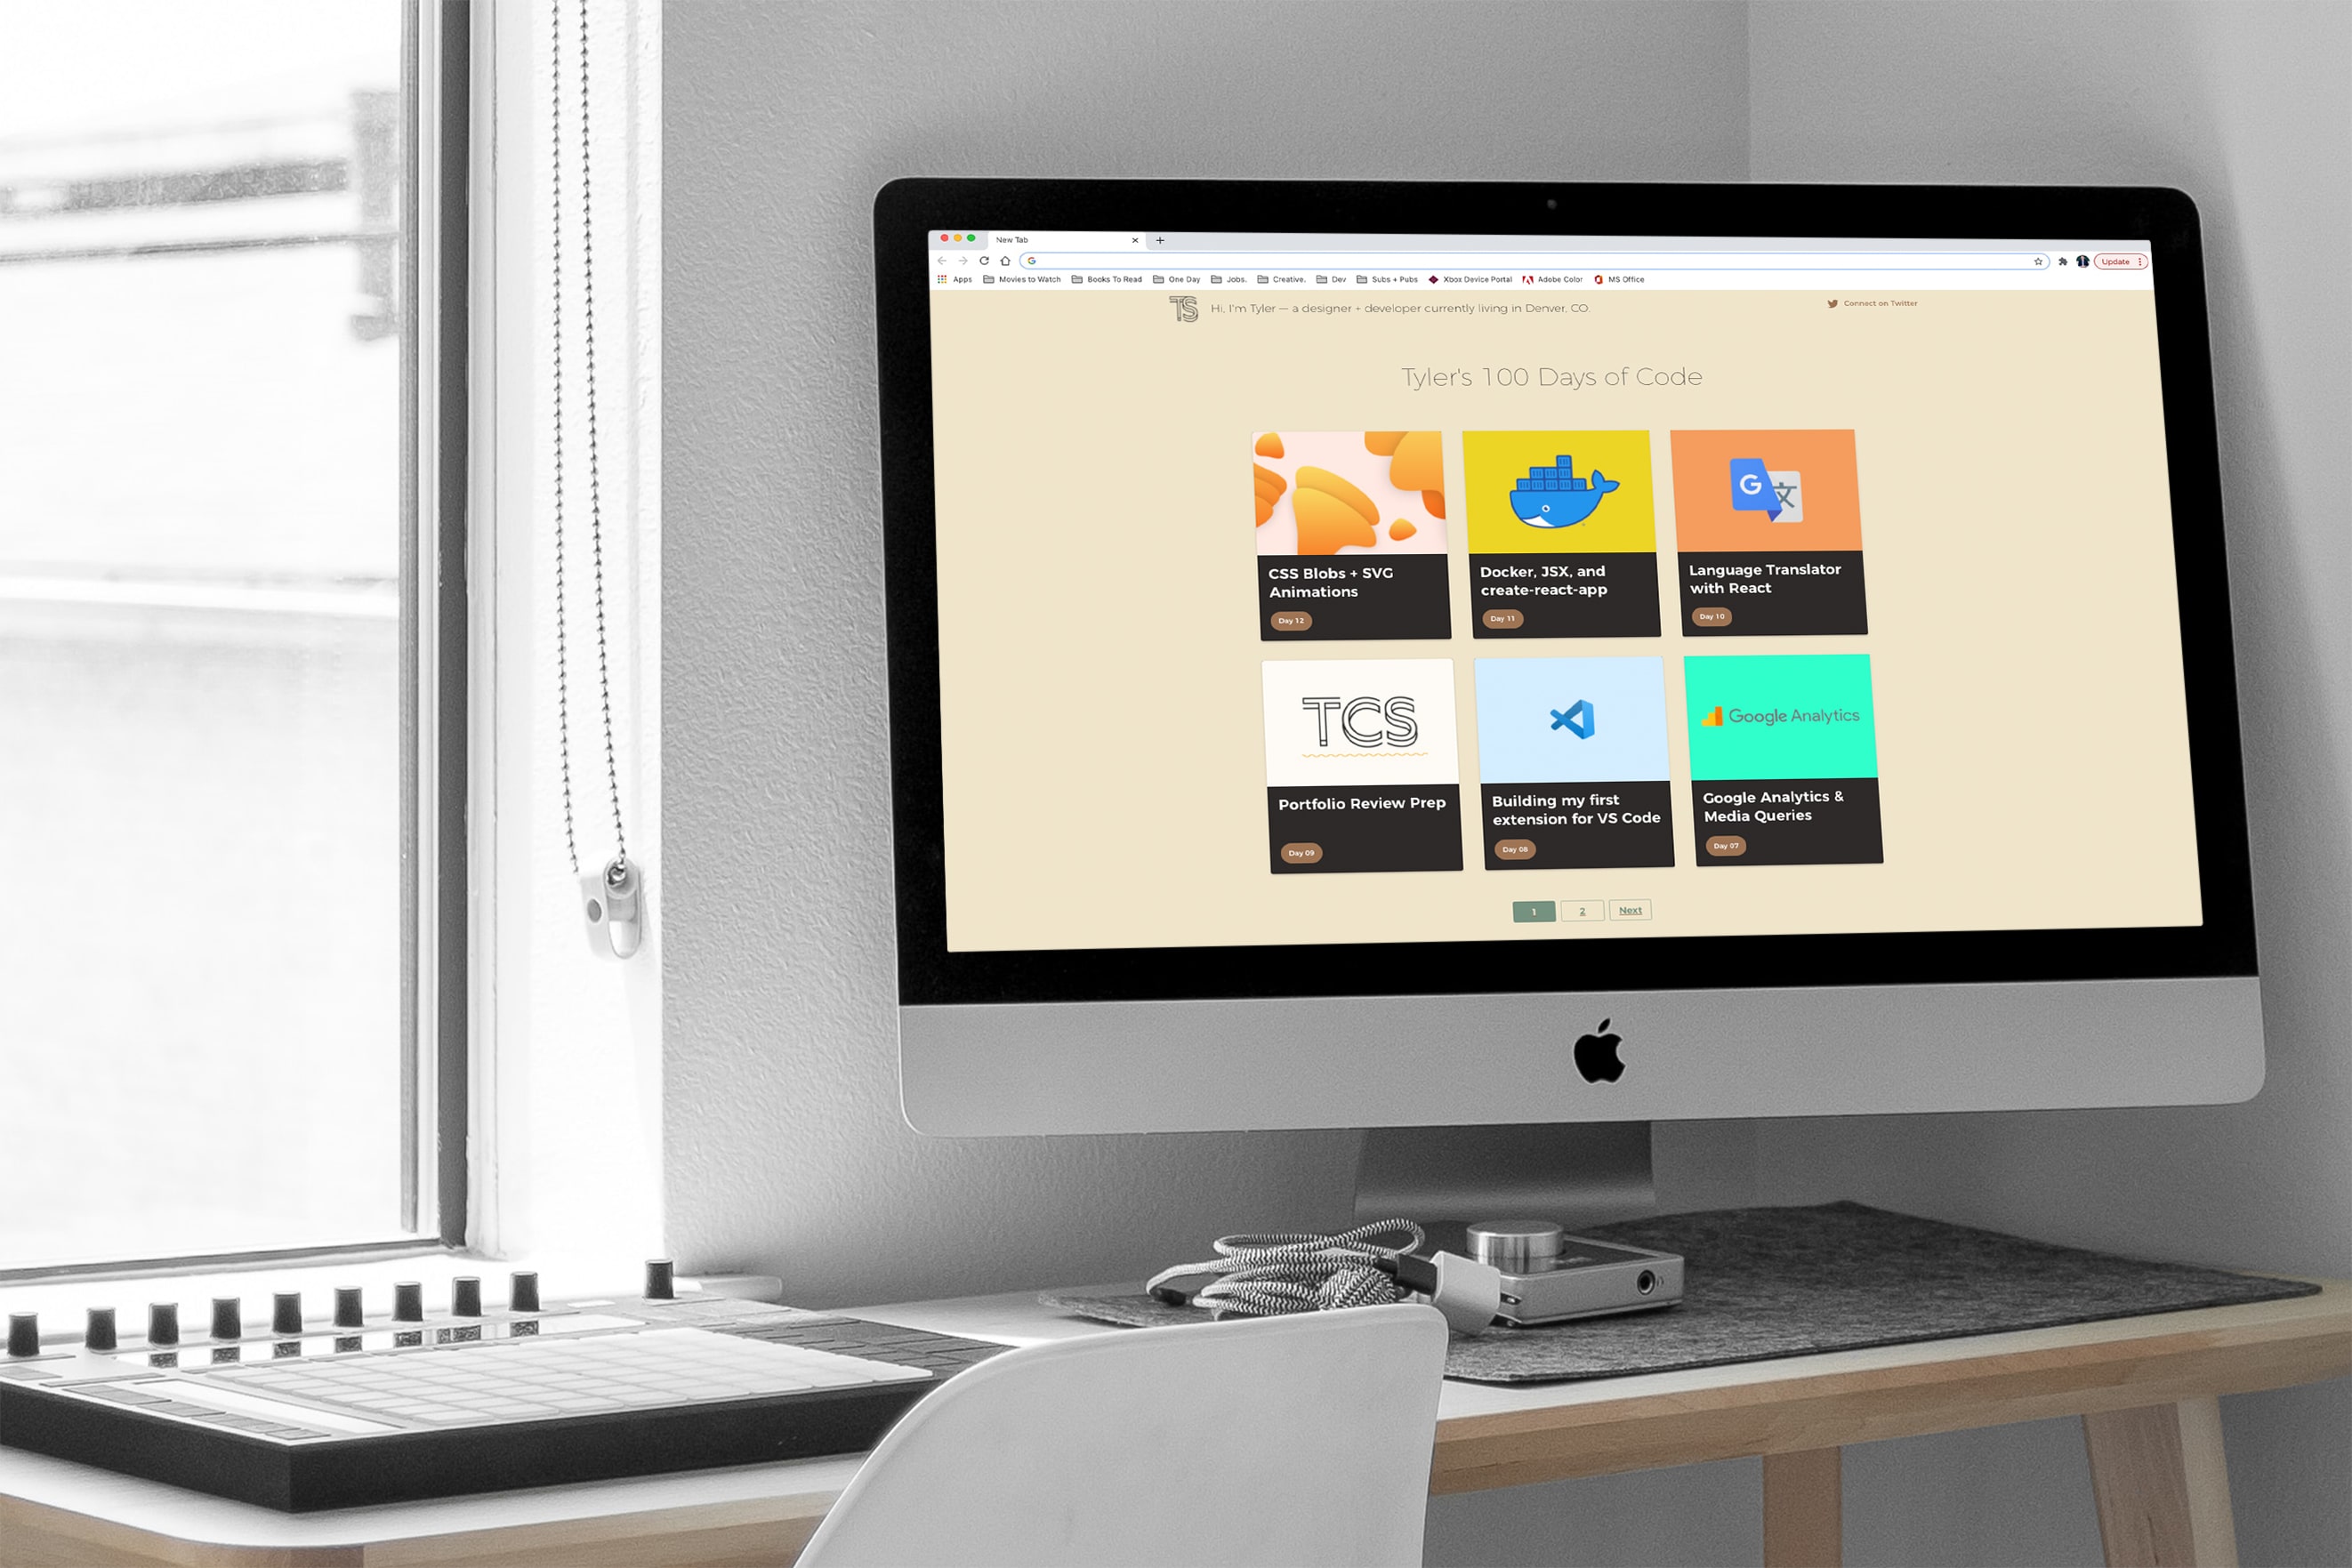 New Tab
Apps Movies to Watch Books To Read One Day Jobs. Creative. Dev Subs + Pubs Xbox Device Portal Adobe Color MS Office
Update
TS Hi, I'm Tyler — a designer + developer currently living in Denver, CO.
Connect on Twitter
Tyler's 100 Days of Code
CSS Blobs + SVG
Animations
Day 12
Docker, JSX, and
create-react-app
Day 11
G 文
Language Translator
with React
Day 10
TCS
Portfolio Review Prep
Day 09
Building my first
extension for VS Code
Day 08
Google Analytics
Google Analytics &
Media Queries
Day 07
1 2 Next